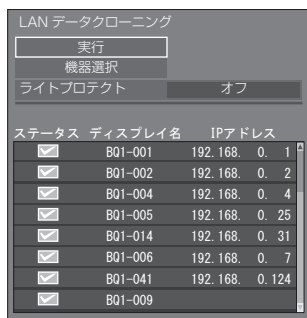 LAN データクローニング
実行
機器選択
ライトプロテクト オフ
ステータス ディスプレイ名 IPアドレス
BQ1-001 192.168. 0. 1
BQ1-002 192.168. 0. 2
BQ1-004 192.168. 0. 4
BQ1-005 192.168. 0. 25
BQ1-014 192.168. 0. 31
BQ1-006 192.168. 0. 7
BQ1-041 192.168. 0.124
BQ1-009